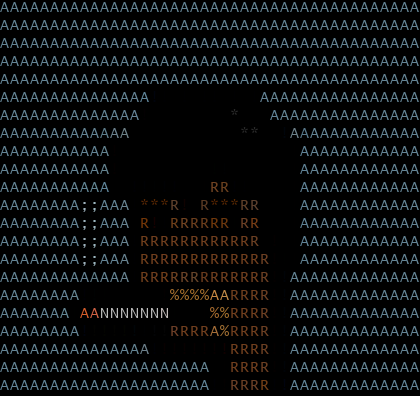 AAAAAAAAAAAAAAAAAAAAAAAAAAAAAAAAAAAAAAAAAA
AAAAAAAAAAAAAAAAAAAAAAAAAAAAAAAAAAAAAAAAAA
AAAAAAAAAAAAAAAAAAAAAAAAAAAAAAAAAAAAAAAAAA
AAAAAAAAAAAAAAAAAAAAAAAAAAAAAAAAAAAAAAAAAA
AAAAAAAAAAAAAAAAAAAAAAAAAAAAAAAAAAAAAAAAAA
AAAAAAAAAAAAAAA           AAAAAAAAAAAAAAAA
AAAAAAAAAAAAAA         *   AAAAAAAAAAAAAAA
AAAAAAAAAAAAA           **   AAAAAAAAAAAAA
AAAAAAAAAAA                   AAAAAAAAAAAA
AAAAAAAAAAA                   AAAAAAAAAAAA
AAAAAAAAAAA          RR       AAAAAAAAAAAA
AAAAAAAA;;AAA ***R  R***RR    AAAAAAAAAAAA
AAAAAAAA;;AAA R  RRRRRR RR    AAAAAAAAAAAA
AAAAAAAA;;AAA RRRRRRRRRRRR    AAAAAAAAAAAA
AAAAAAAA;;AAA RRRRRRRRRRRRR   AAAAAAAAAAAA
AAAAAAAAAAAAA RRRRRRRRRRRRR  AAAAAAAAAAAAA
AAAAAAAA         %%%%AARRRR  AAAAAAAAAAAAA
AAAAAAA AANNNNNNN    %%RRRR  AAAAAAAAAAAAA
AAAAAAAA         RRRRA%RRRR  AAAAAAAAAAAAA
AAAAAAAAAAAAAAA        RRRR  AAAAAAAAAAAAA
AAAAAAAAAAAAAAAAAAAAA  RRRR  AAAAAAAAAAAAA
AAAAAAAAAAAAAAAAAAAAA  RRRR  AAAAAAAAAAAAA